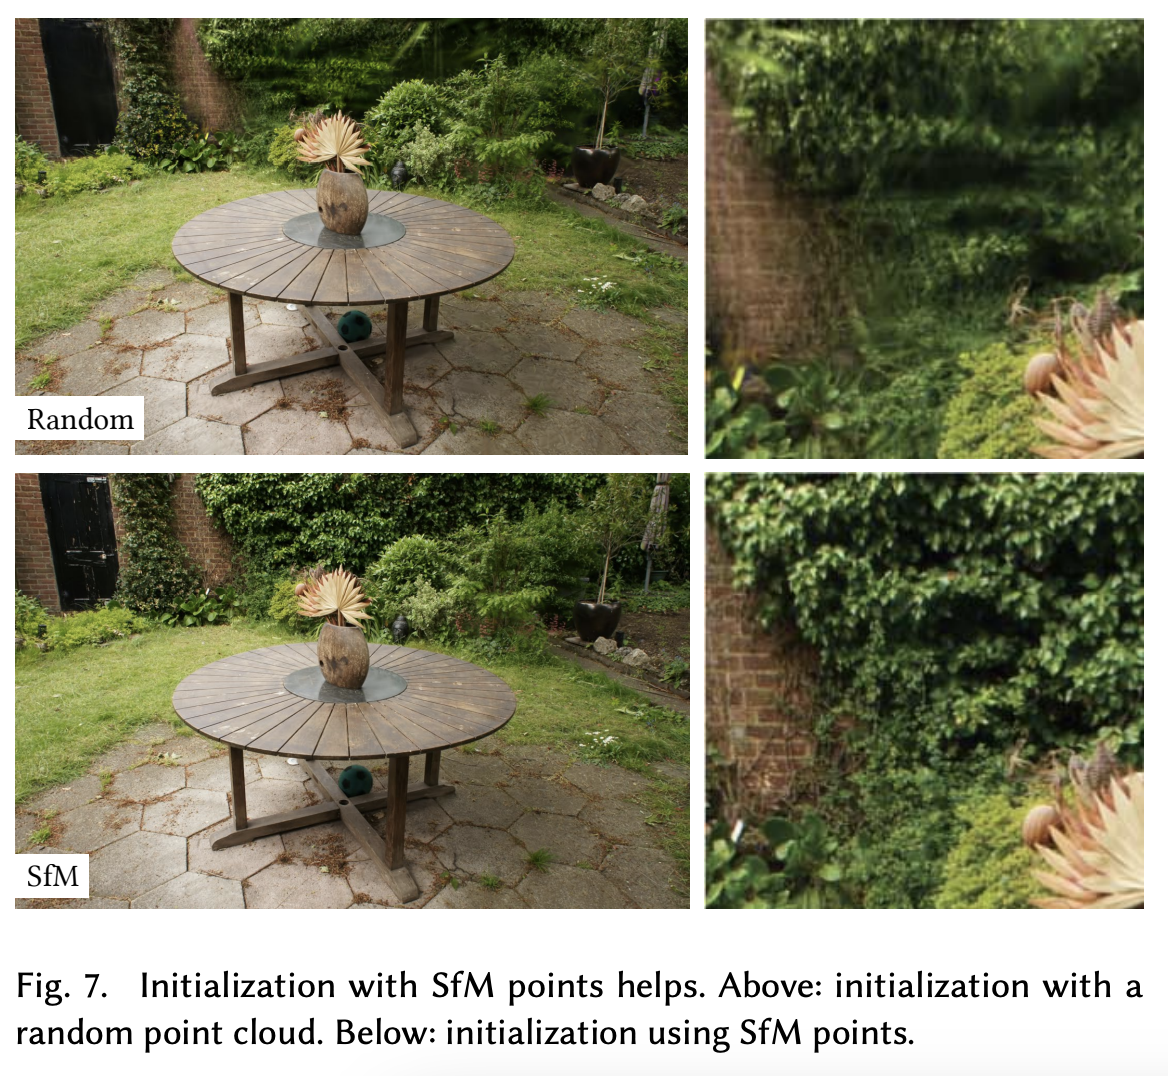 Random
SfM
Fig. 7. Initialization with SfM points helps. Above: initialization with a
random point cloud. Below: initialization using SfM points.